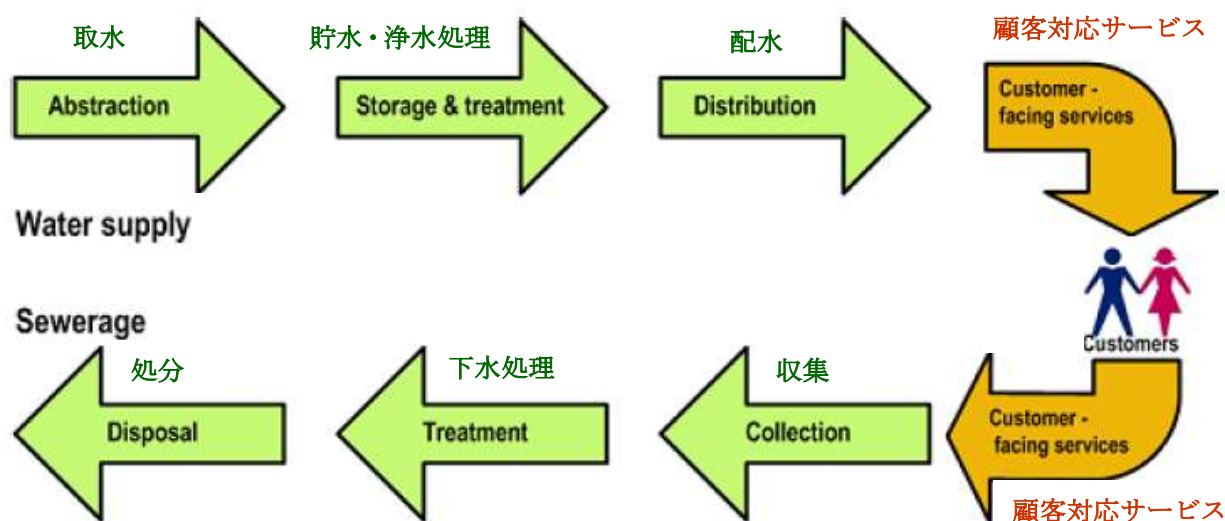 取水
貯水・浄水処理
配水
顧客対応サービス
Abstraction
Storage & treatment
Distribution
Customer -
facing services
Water supply
Customers
Sewerage
処分
下水処理
収集
Disposal
Treatment
Collection
Customer -
facing services
顧客対応サービス